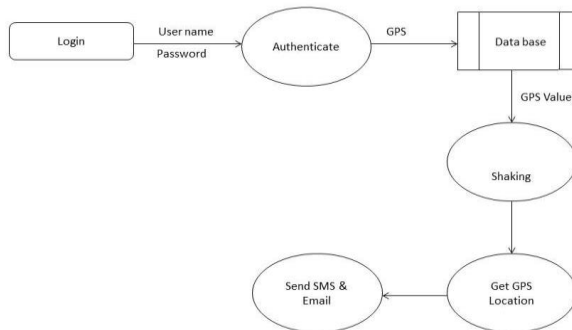 Login
User name
Password
Authenticate
GPS
Data base
GPS Value
Shaking
Get GPS
Location
Send SMS &
Email